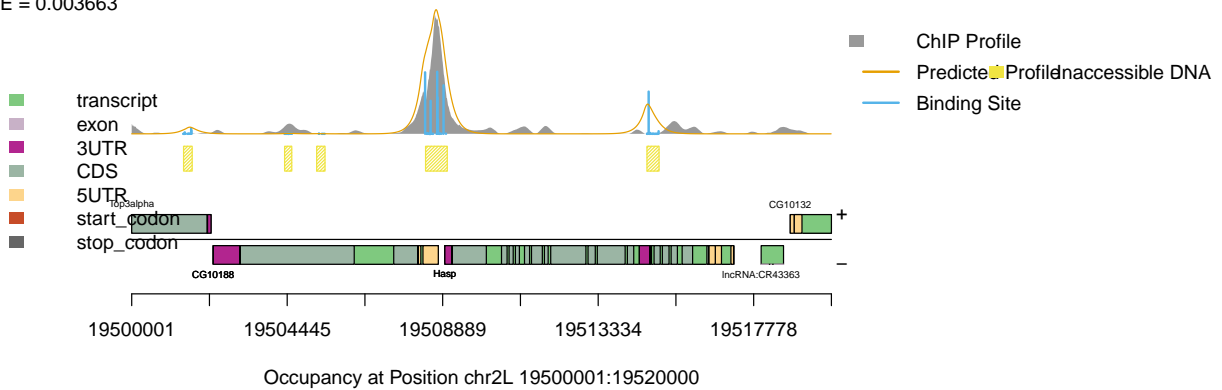 E = 0.003663
ChIP Profile
Predicted Profile
Inaccessible DNA
Binding Site
transcript
exon
3UTR
CDS
5UTR
start_codon
stop_codon
Top3alpha
CG10132
+
CG10188
Hasp
lncRNA:CR43363
−
19500001 19504445 19508889 19513334 19517778
Occupancy at Position chr2L 19500001:19520000